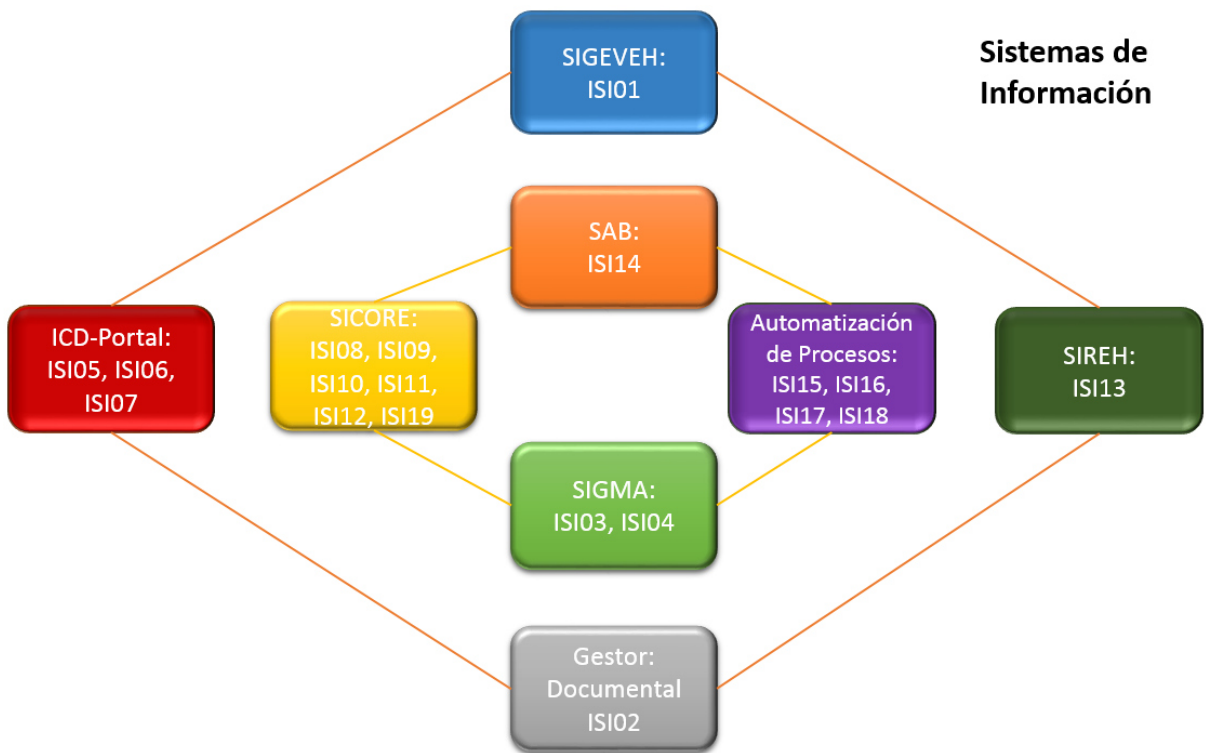 SIGEVEH:
ISI01
Sistemas de
Información
SAB:
ISI14
ICD-Portal:
ISI05, ISI06,
ISI07
SICORE:
ISI08, ISI09,
ISI10, ISI11,
ISI12, ISI19
Automatización
de Procesos:
ISI15, ISI16,
ISI17, ISI18
SIREH:
ISI13
SIGMA:
ISI03, ISI04
Gestor:
Documental
ISI02